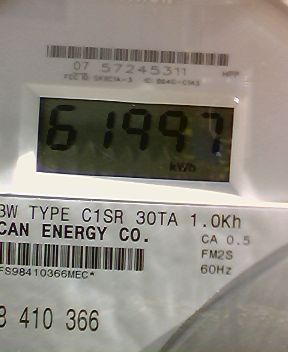 07 57245311
61997
kWh
3W TYPE C1SR 30TA 1.0Kh
CAN ENERGY CO.
CA 0.5
FM2S
60Hz
FS98410366MEC*
8 410 366